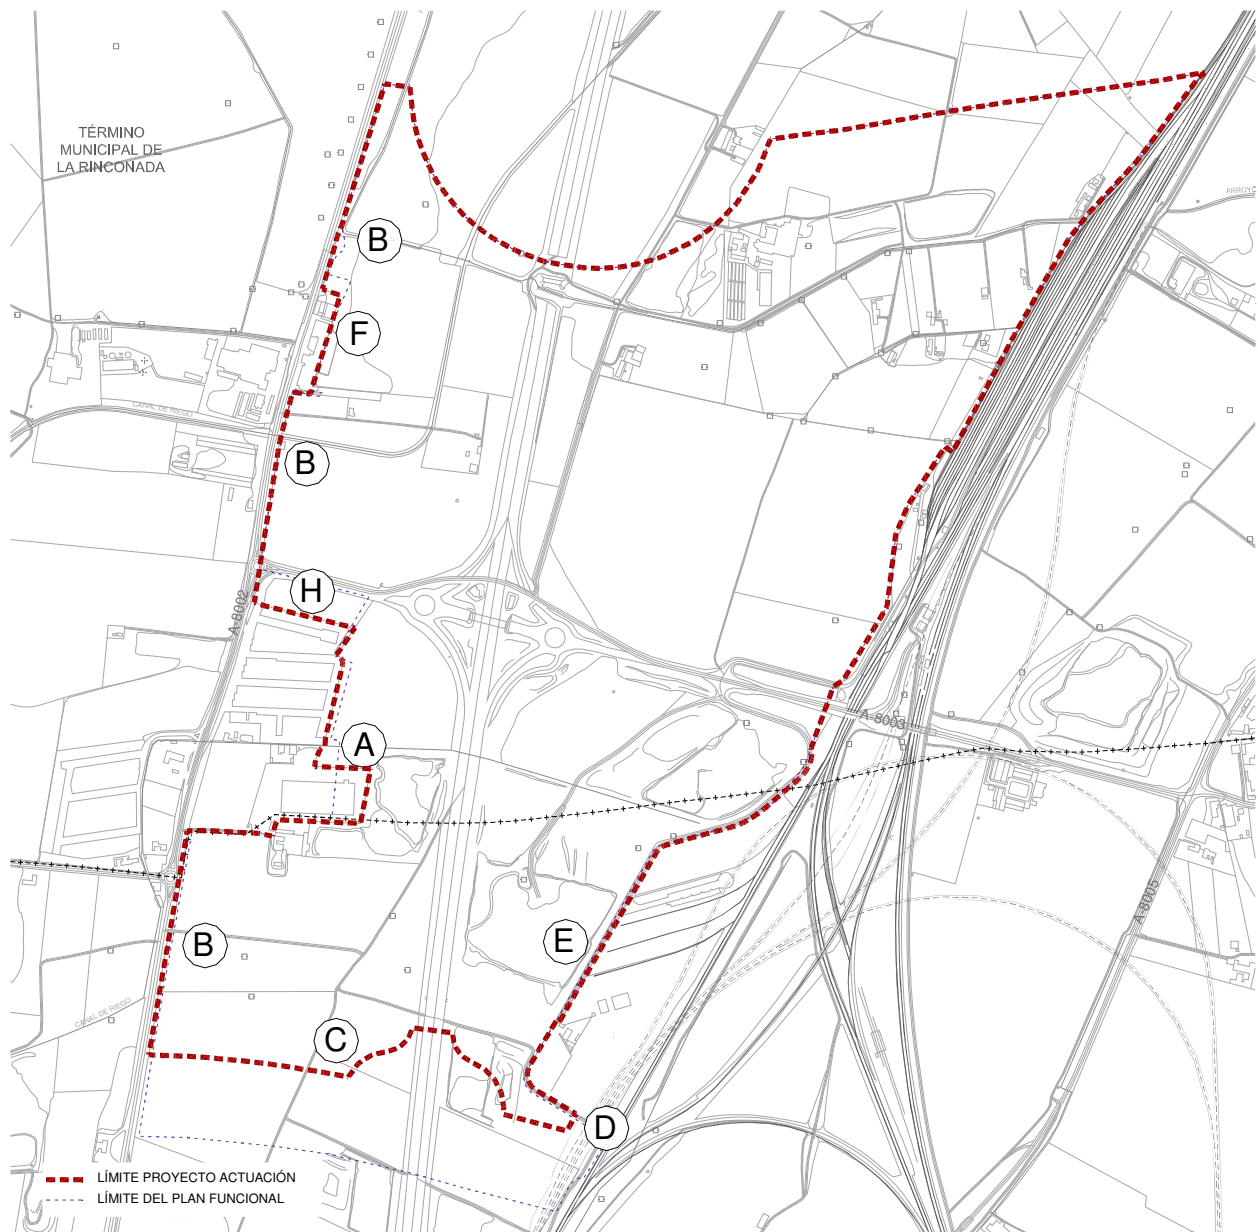 TÉRMINO
MUNICIPAL DE
LA RINCONADA
ARROYO
B
F
CANAL DE RIEGO
B
H
A-8002
A
A-8003
A-8005
B
E
CANAL DE RIEGO
C
D
LÍMITE PROYECTO ACTUACIÓN
LÍMITE DEL PLAN FUNCIONAL